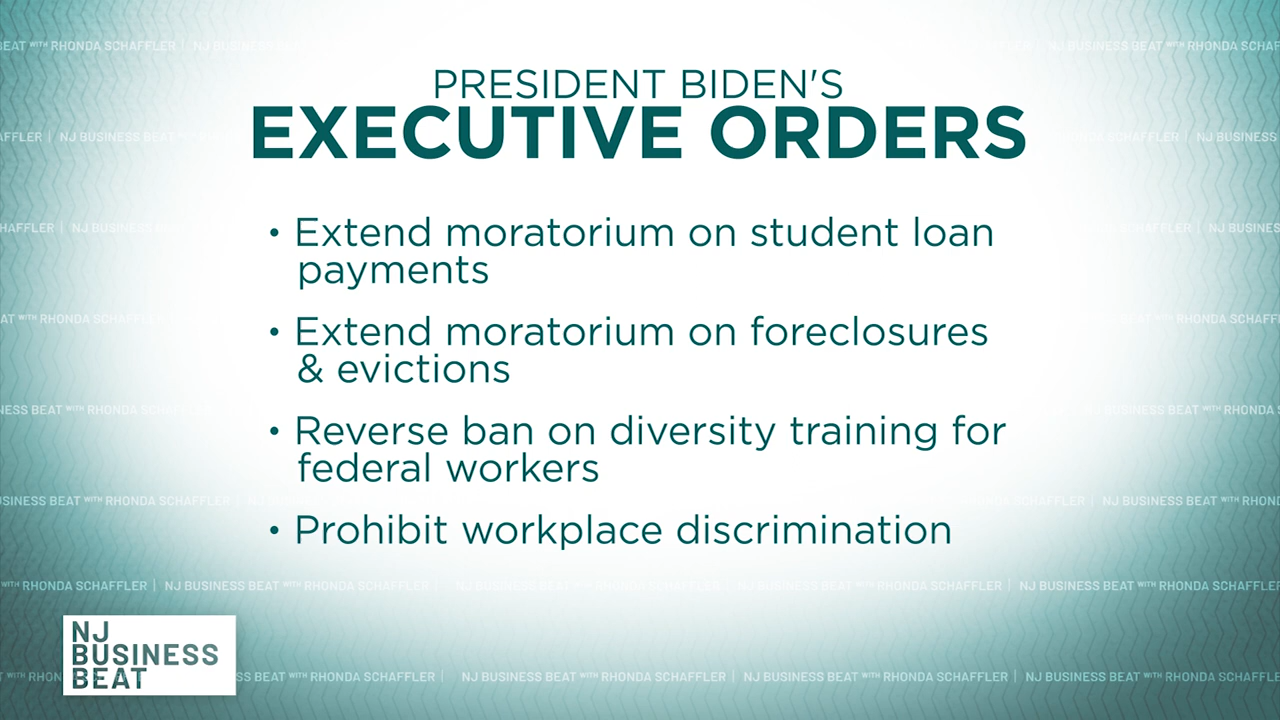 PRESIDENT BIDEN'S
EXECUTIVE ORDERS
• Extend moratorium on student loan
payments
• Extend moratorium on foreclosures
& evictions
• Reverse ban on diversity training for
federal workers
• Prohibit workplace discrimination
NJ
BUSINESS
BEAT